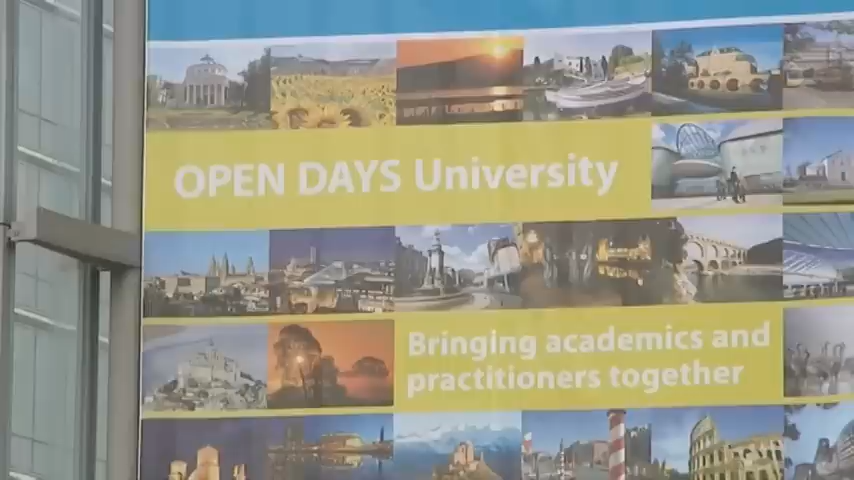 OPEN DAYS University
Bringing academics and
practitioners together